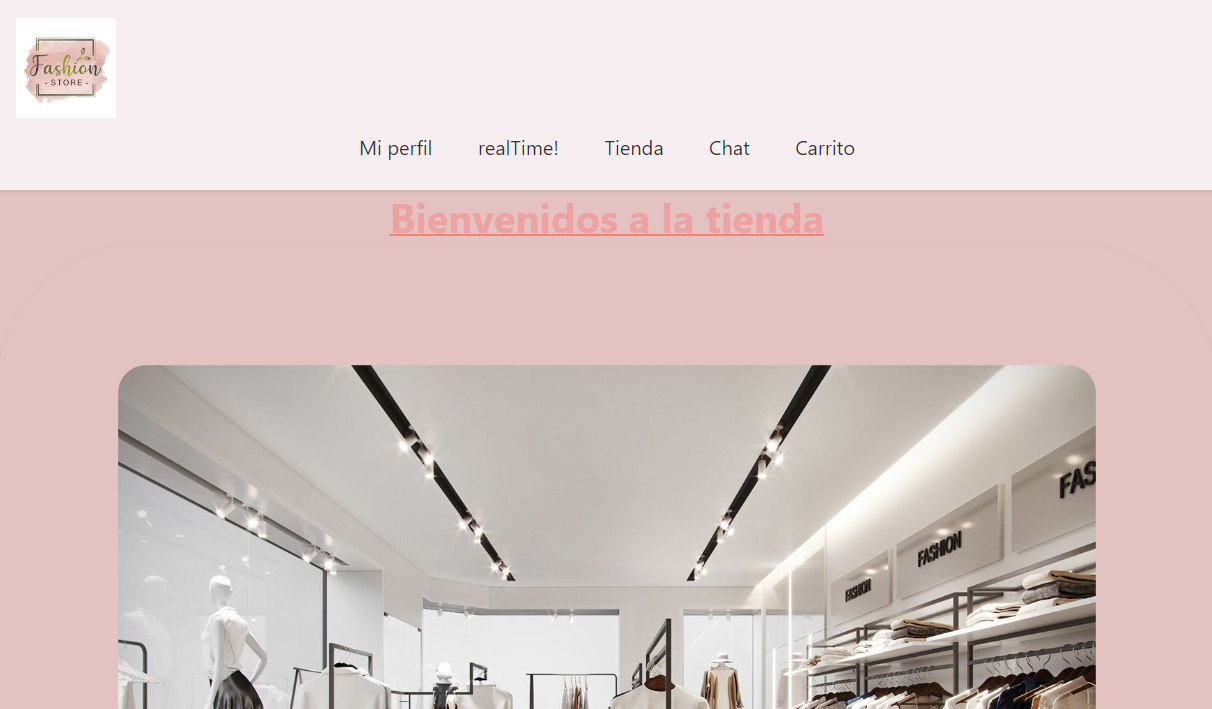 Fashion
- STORE -
Mi perfil realTime! Tienda Chat Carrito
Bienvenidos a la tienda
FAS
FASHION
FASHION